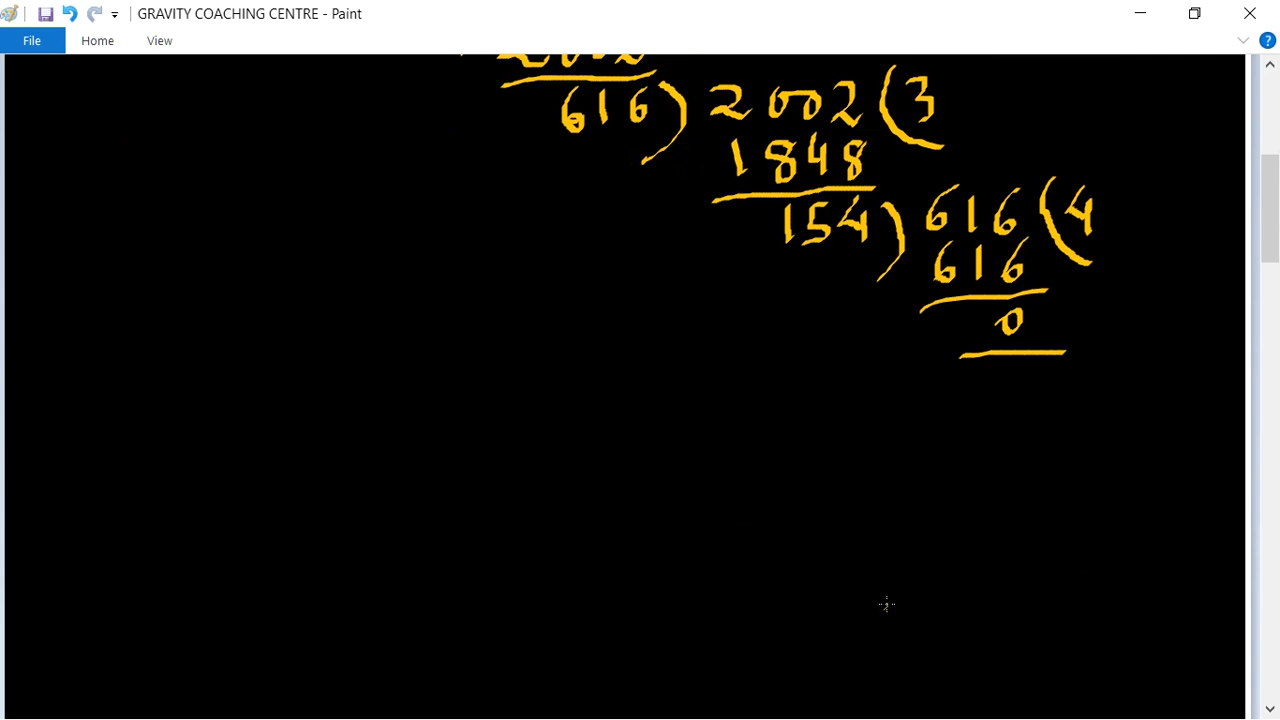 GRAVITY COACHING CENTRE - Paint
File Home View
616) 2002 (3
1848
154) 616 (4
616
0